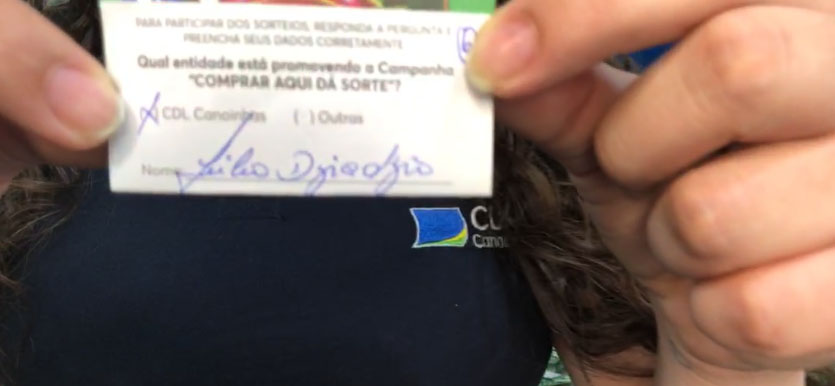 PARA PARTICIPAR DOS SORTEIOS, RESPONDA A PERGUNTA E
PREENCHA SEUS DADOS CORRETAMENTE
Qual entidade está promovendo a Campanha
"COMPRAR AQUI DÁ SORTE"?
(X) CDL Canoinhas ( ) Outras
Nome